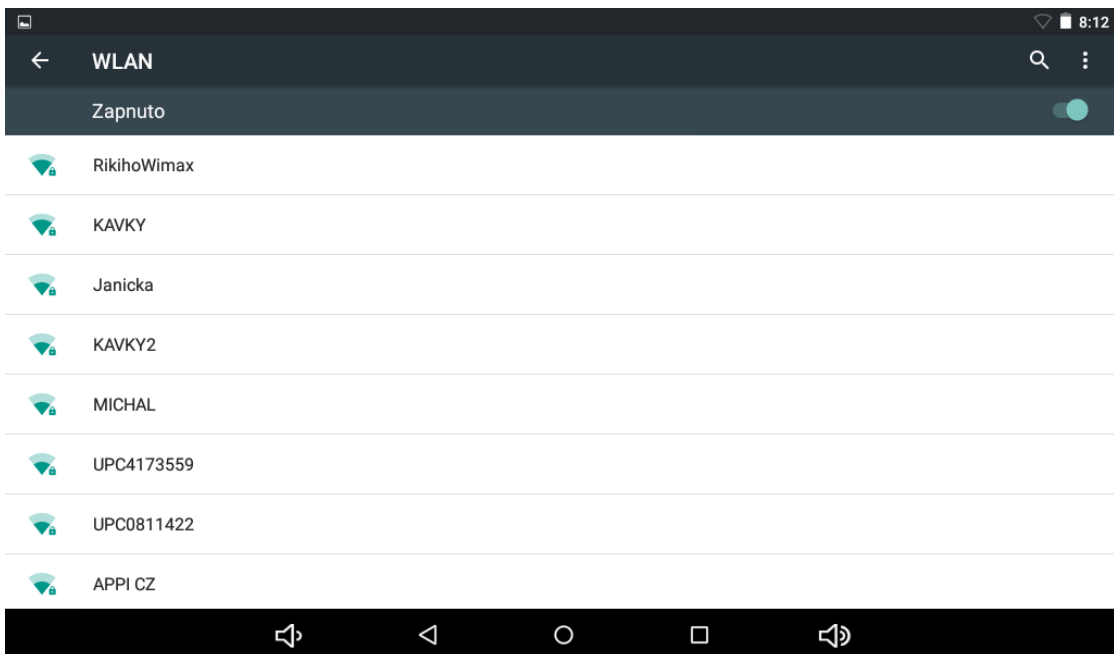 8:12
WLAN
Zapnuto
RikihoWimax
KAVKY
Janicka
KAVKY2
MICHAL
UPC4173559
UPC0811422
APPI CZ